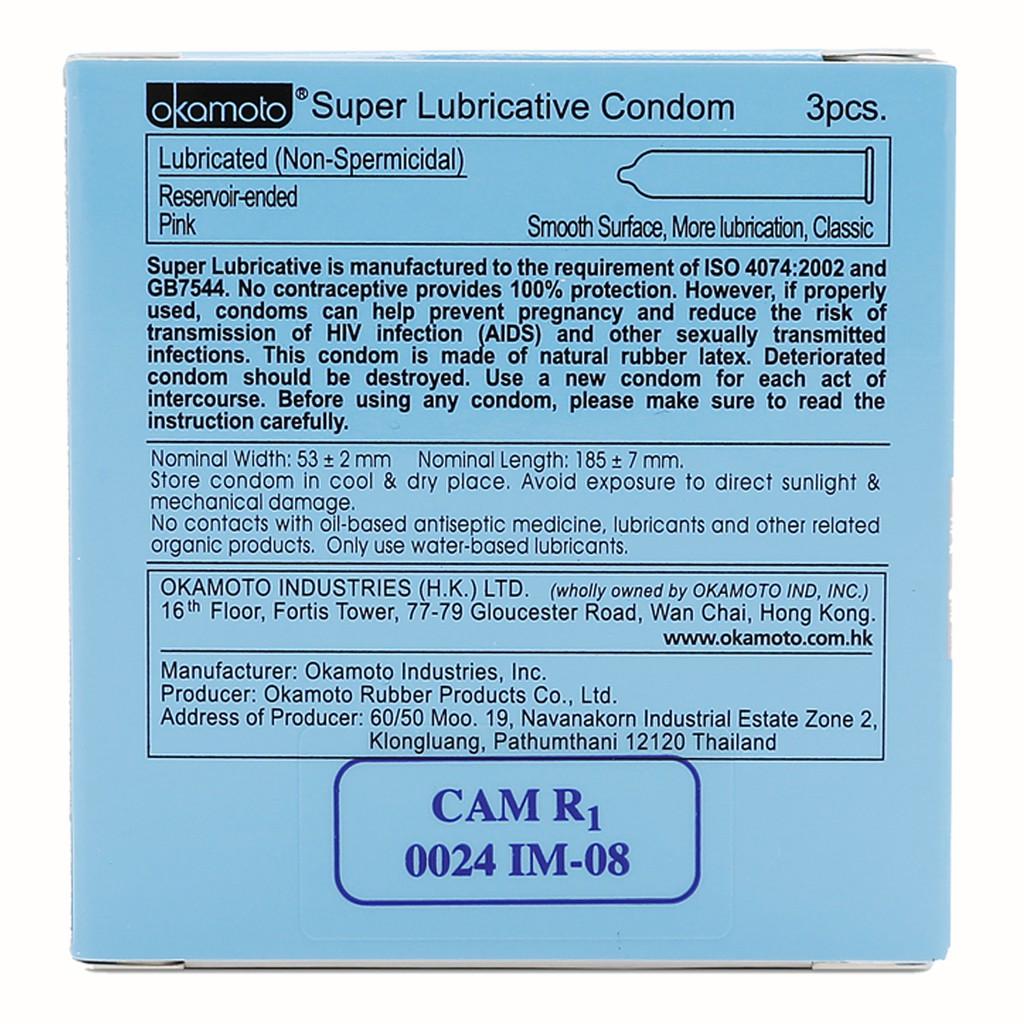 okamoto® Super Lubricative Condom 3pcs.
Lubricated (Non-Spermicidal)
Reservoir-ended
Pink Smooth Surface, More lubrication, Classic
Super Lubricative is manufactured to the requirement of ISO 4074:2002 and
GB7544. No contraceptive provides 100% protection. However, if properly
used, condoms can help prevent pregnancy and reduce the risk of
transmission of HIV infection (AIDS) and other sexually transmitted
infections. This condom is made of natural rubber latex. Deteriorated
condom should be destroyed. Use a new condom for each act of
intercourse. Before using any condom, please make sure to read the
instruction carefully.
Nominal Width: 53 ± 2 mm Nominal Length: 185 ± 7 mm.
Store condom in cool & dry place. Avoid exposure to direct sunlight &
mechanical damage.
No contacts with oil-based antiseptic medicine, lubricants and other related
organic products. Only use water-based lubricants.
OKAMOTO INDUSTRIES (H.K.) LTD. (wholly owned by OKAMOTO IND, INC.)
16th Floor, Fortis Tower, 77-79 Gloucester Road, Wan Chai, Hong Kong.
www.okamoto.com.hk
Manufacturer: Okamoto Industries, Inc.
Producer: Okamoto Rubber Products Co., Ltd.
Address of Producer: 60/50 Moo. 19, Navanakorn Industrial Estate Zone 2,
Klongluang, Pathumthani 12120 Thailand
CAM R1
0024 IM-08